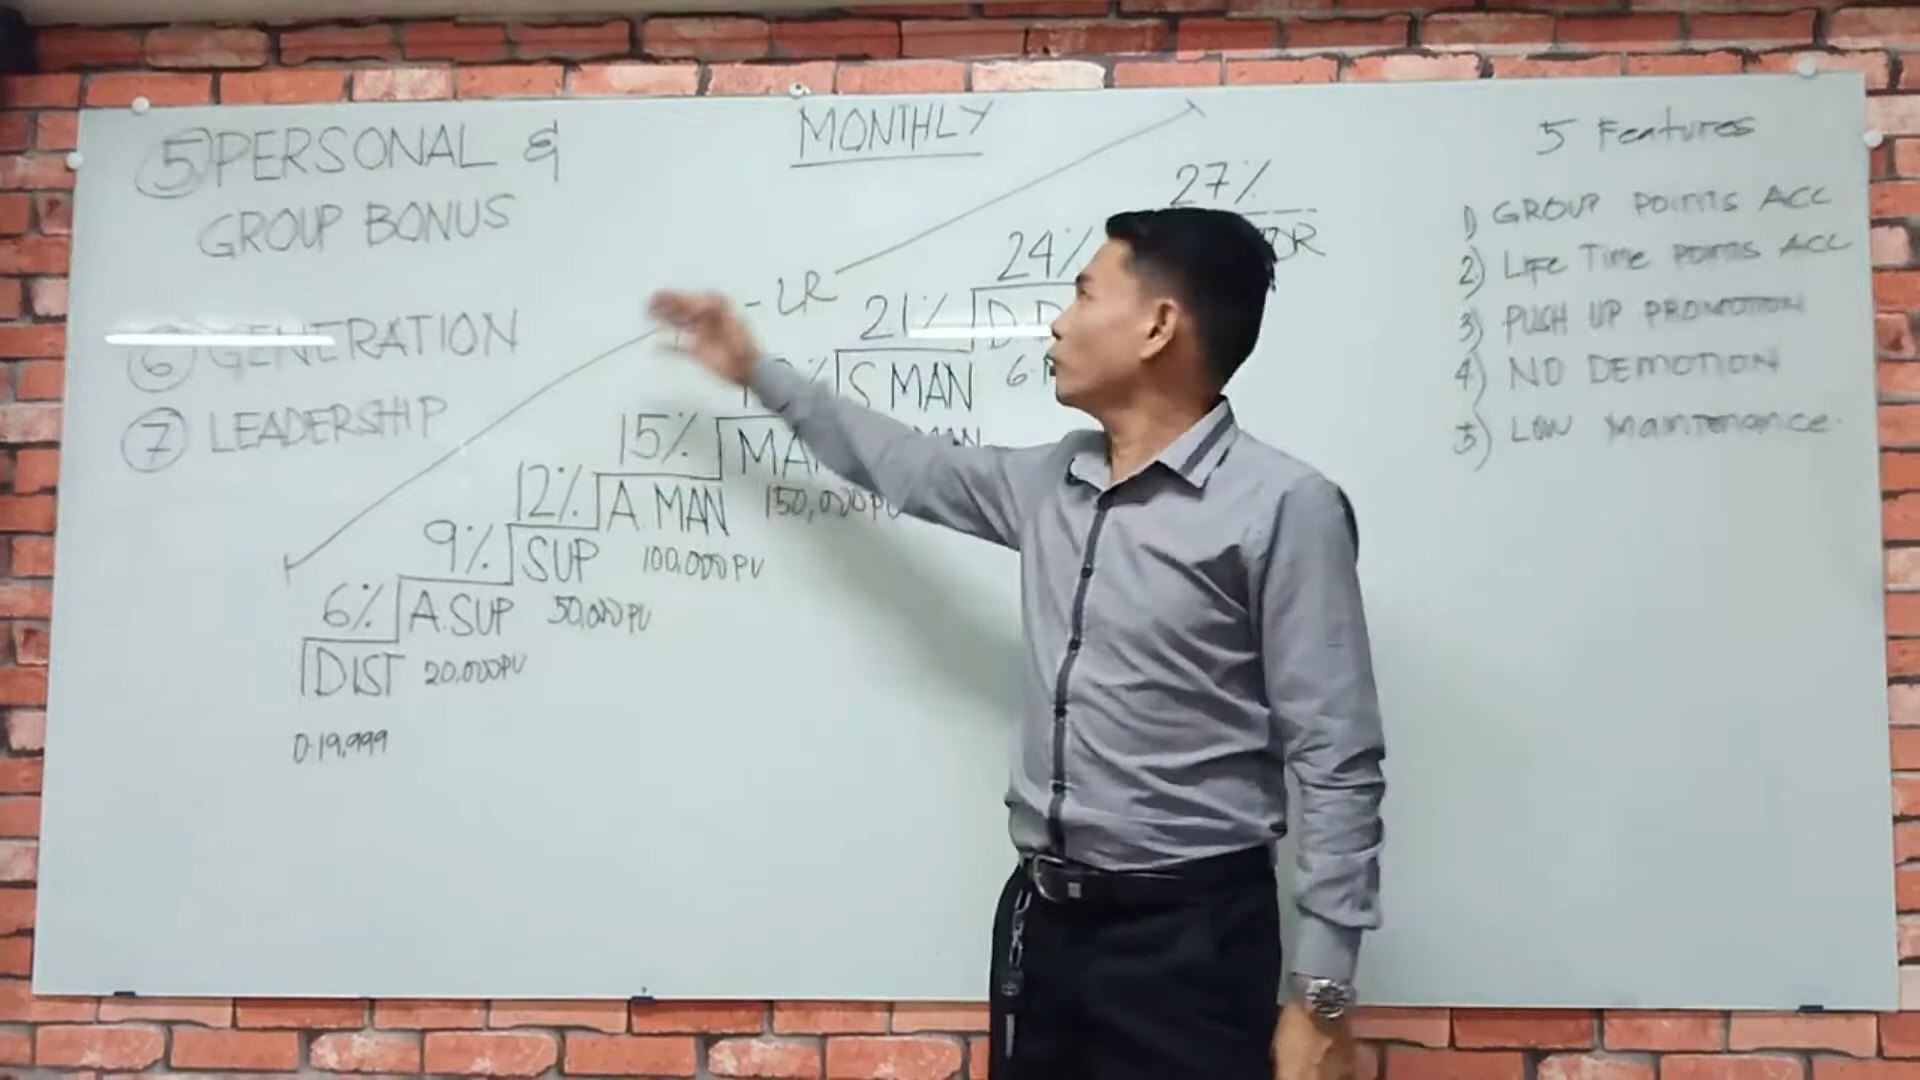 ⑤ PERSONAL &
GROUP BONUS
⑥ GENERATION
⑦ LEADERSHIP
MONTHLY
27%
24%
- LR
21%
S MAN
15%
12%
A. MAN
150,000PV
9%
SUP
100,000PV
6%
A.SUP
50,000PV
DIST
20,000PV
0-19,999
5 Features
1) GROUP POINTS ACC
2) LIFE TIME POINTS ACC
3) PUSH UP PROMOTION
4) NO DEMOTION
5) LOW maintenance.